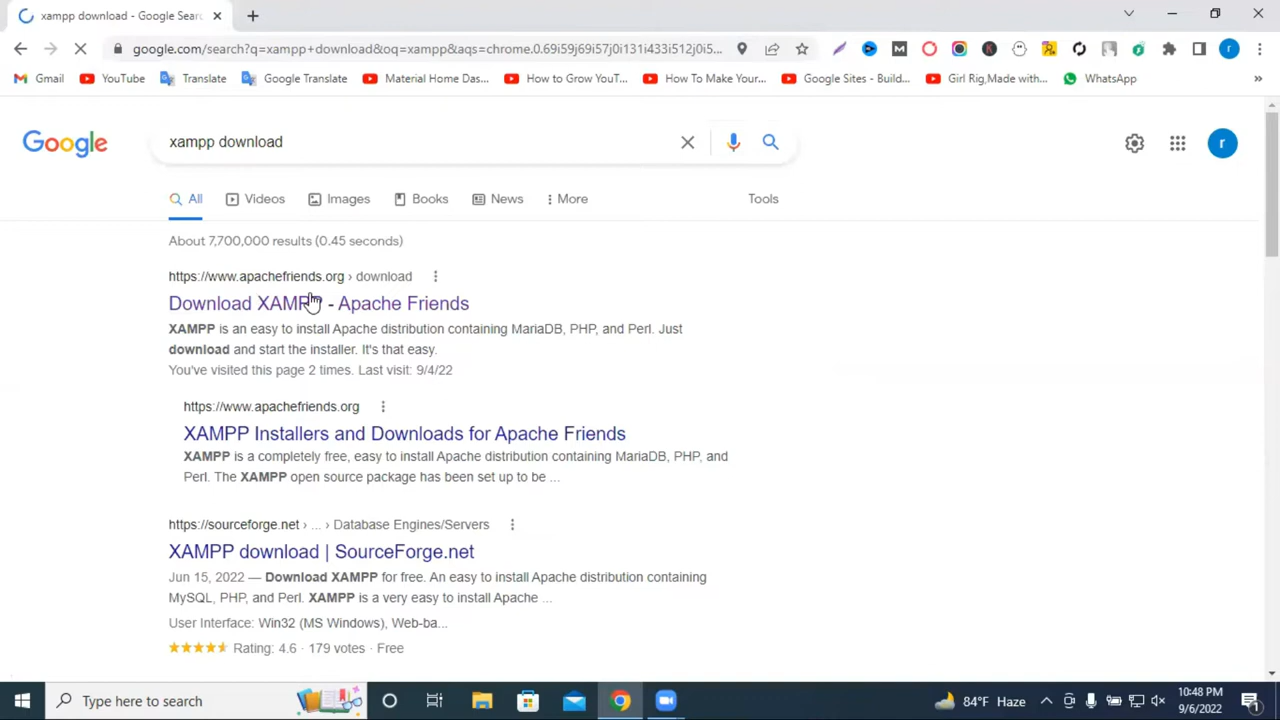 xampp download - Google Sear
google.com/search?q=xampp+download&oq=xampp&aqs=chrome.0.69i59j69i57j0i131i433i512j0i5...
Gmail YouTube Translate Google Translate Material Home Das... How to Grow YouT... How To Make Your... Google Sites - Build... Girl Rig,Made with... WhatsApp »
Google xampp download r
All Videos Images Books News More Tools
About 7,700,000 results (0.45 seconds)
https://www.apachefriends.org › download
Download XAMPP - Apache Friends
XAMPP is an easy to install Apache distribution containing MariaDB, PHP, and Perl. Just
download and start the installer. It's that easy.
You've visited this page 2 times. Last visit: 9/4/22
https://www.apachefriends.org
XAMPP Installers and Downloads for Apache Friends
XAMPP is a completely free, easy to install Apache distribution containing MariaDB, PHP, and
Perl. The XAMPP open source package has been set up to be ...
https://sourceforge.net › ... › Database Engines/Servers
XAMPP download | SourceForge.net
Jun 15, 2022 — Download XAMPP for free. An easy to install Apache distribution containing
MySQL, PHP, and Perl. XAMPP is a very easy to install Apache ...
User Interface: Win32 (MS Windows), Web-ba...
Rating: 4.6 · 179 votes · Free
Type here to search 84°F Haze 10:48 PM
9/6/2022